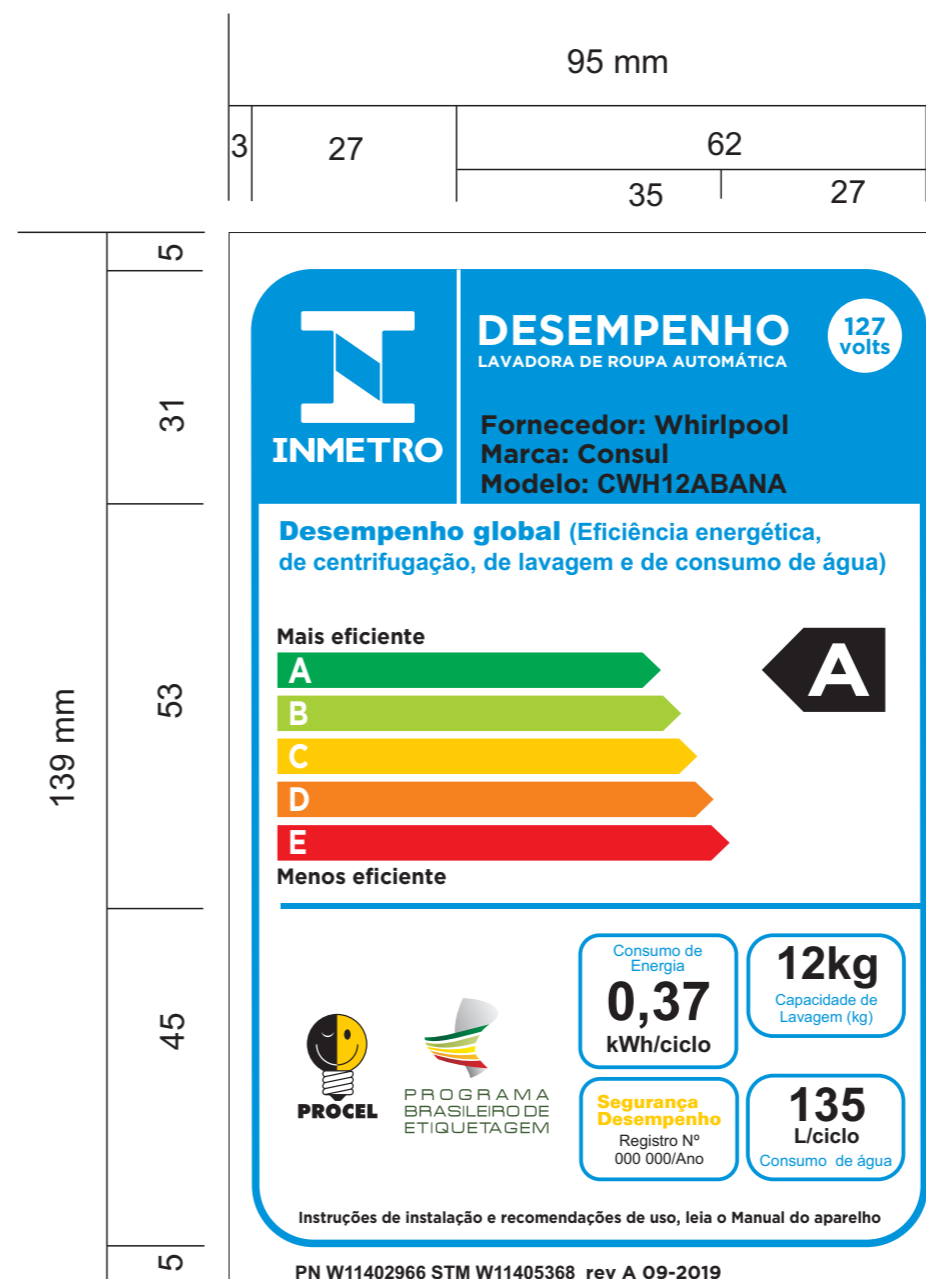 95 mm
3
27
62
35
27
5
31
53
139 mm
45
5
INMETRO
DESEMPENHO
LAVADORA DE ROUPA AUTOMÁTICA
127
volts
Fornecedor: Whirlpool
Marca: Consul
Modelo: CWH12ABANA
Desempenho global (Eficiência energética,
de centrifugação, de lavagem e de consumo de água)
Mais eficiente
A
A
B
C
D
E
Menos eficiente
PROCEL
PROGRAMA
BRASILEIRO DE
ETIQUETAGEM
Consumo de
Energia
0,37
kWh/ciclo
12kg
Capacidade de
Lavagem (kg)
Segurança
Desempenho
Registro Nº
000 000/Ano
135
L/ciclo
Consumo de água
Instruções de instalação e recomendações de uso, leia o Manual do aparelho
PN W11402966 STM W11405368 rev A 09-2019